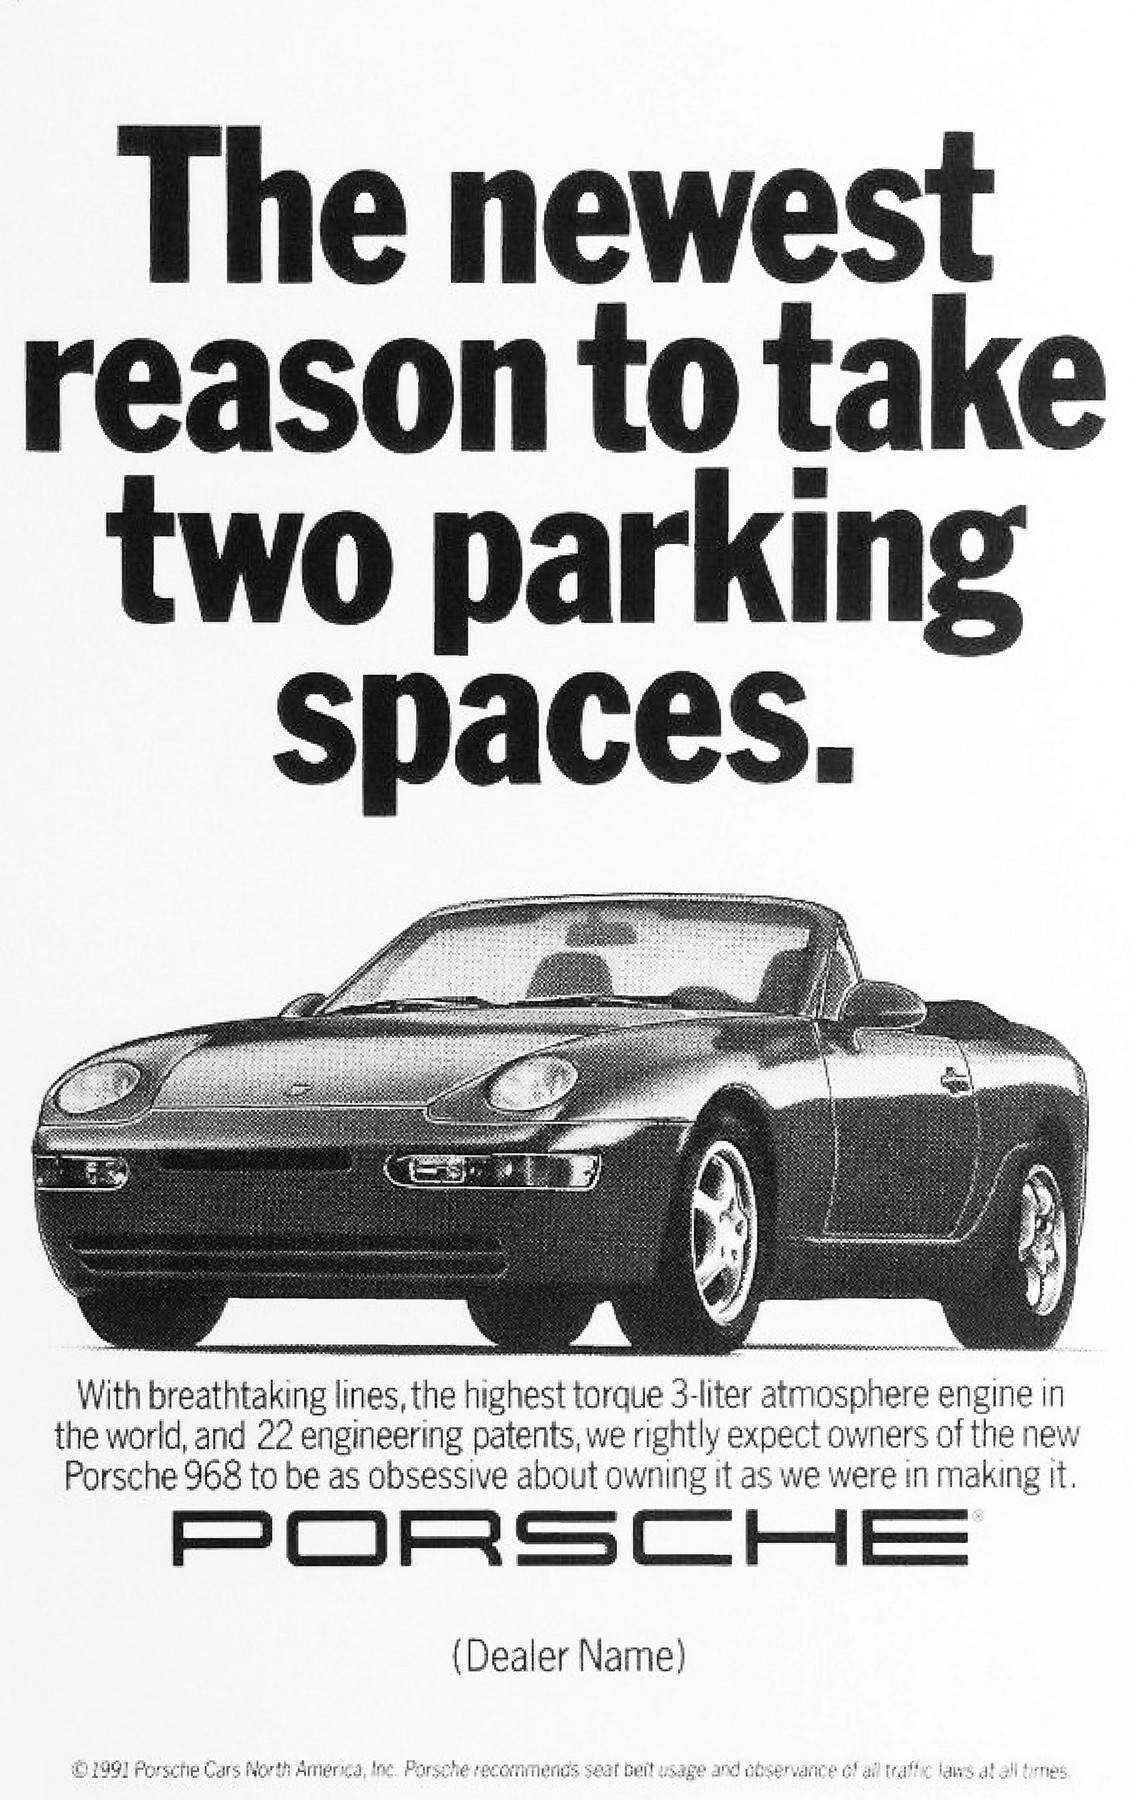 The newest
reason to take
two parking
spaces.
With breathtaking lines, the highest torque 3-liter atmosphere engine in
the world, and 22 engineering patents, we rightly expect owners of the new
Porsche 968 to be as obsessive about owning it as we were in making it.
PORSCHE®
(Dealer Name)
©1991 Porsche Cars North America, Inc. Porsche recommends seat belt usage and observance of all traffic laws at all times.